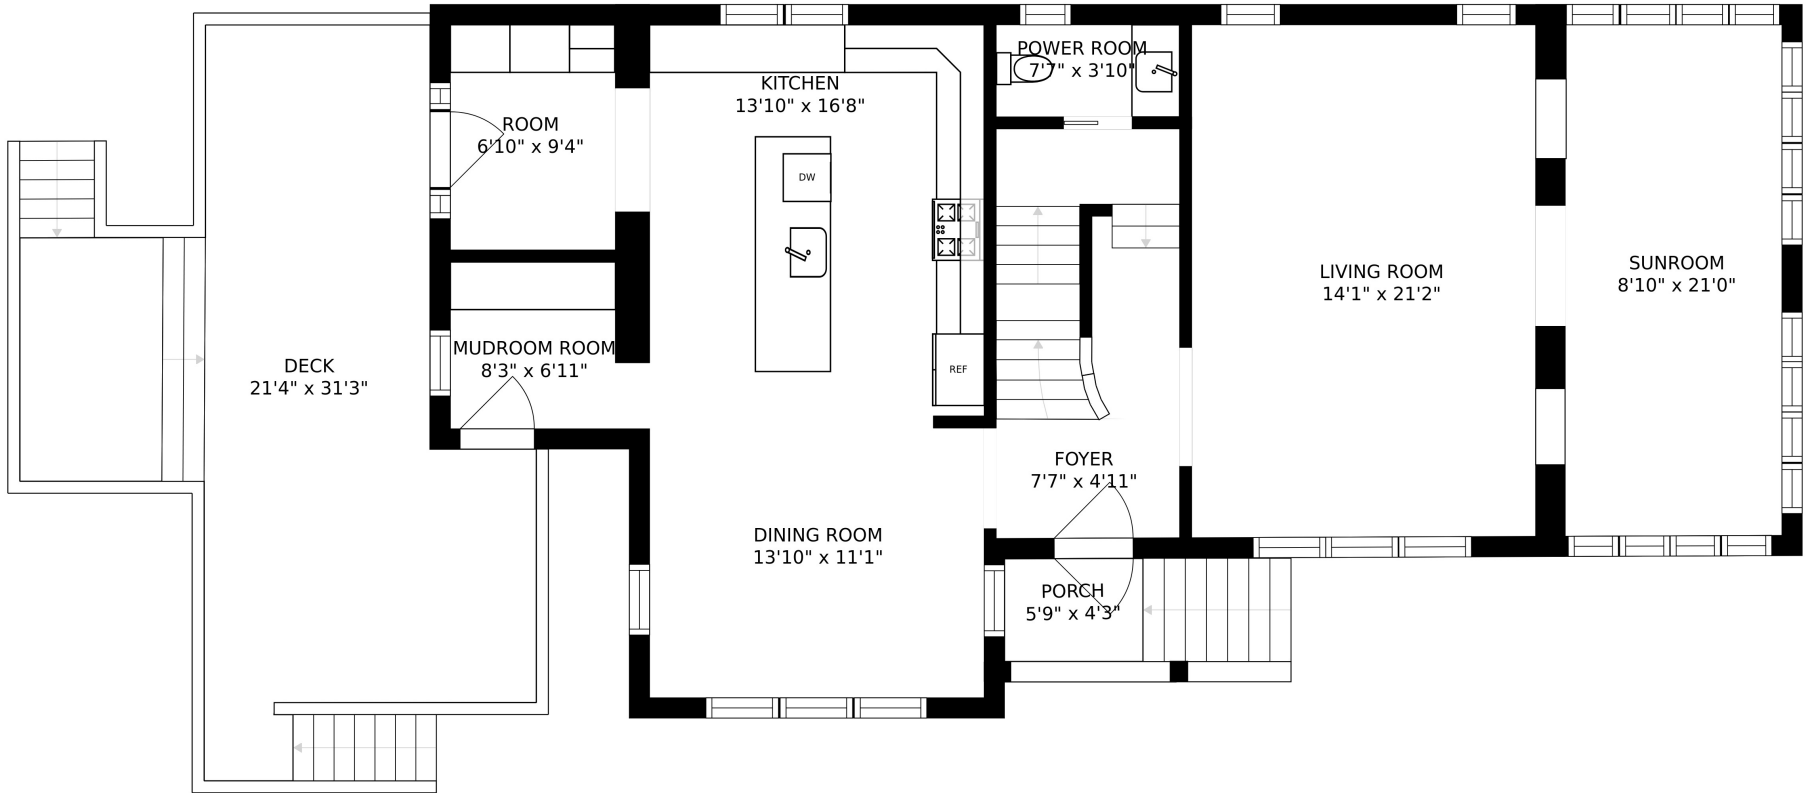 POWER ROOM
7'7" x 3'10"
KITCHEN
13'10" x 16'8"
ROOM
6'10" x 9'4"
DW
LIVING ROOM
14'1" x 21'2"
SUNROOM
8'10" x 21'0"
MUDROOM ROOM
8'3" x 6'11"
DECK
21'4" x 31'3"
REF
FOYER
7'7" x 4'11"
DINING ROOM
13'10" x 11'1"
PORCH
5'9" x 4'3"